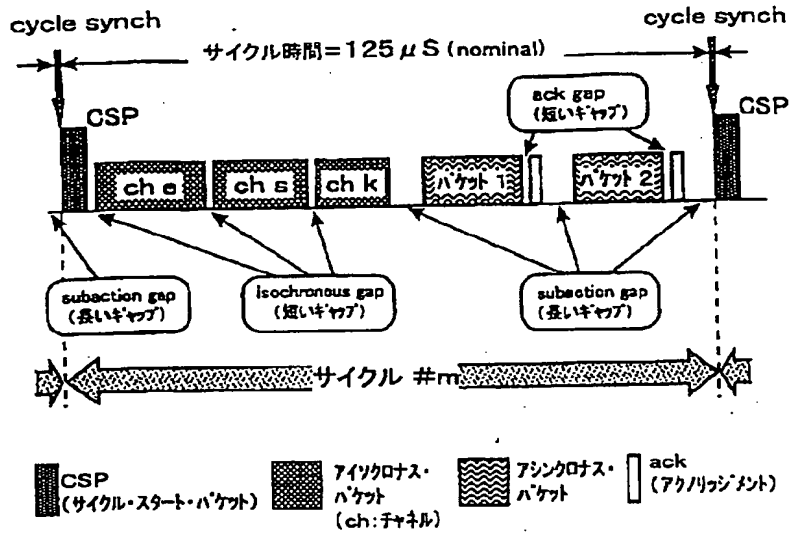 cycle synch
cycle synch
サイクル時間=125μS (nominal)
CSP
ack gap
(短いギャップ)
CSP
ch e
ch s
ch k
パケット 1
パケット 2
subaction gap
(長いギャップ)
isochronous gap
(短いギャップ)
subaction gap
(長いギャップ)
サイクル #m
CSP
(サイクル・スタート・パケット)
アイソクロナス・
パケット
(ch:チャネル)
アシンクロナス・
パケット
ack
(アクノリッジメント)